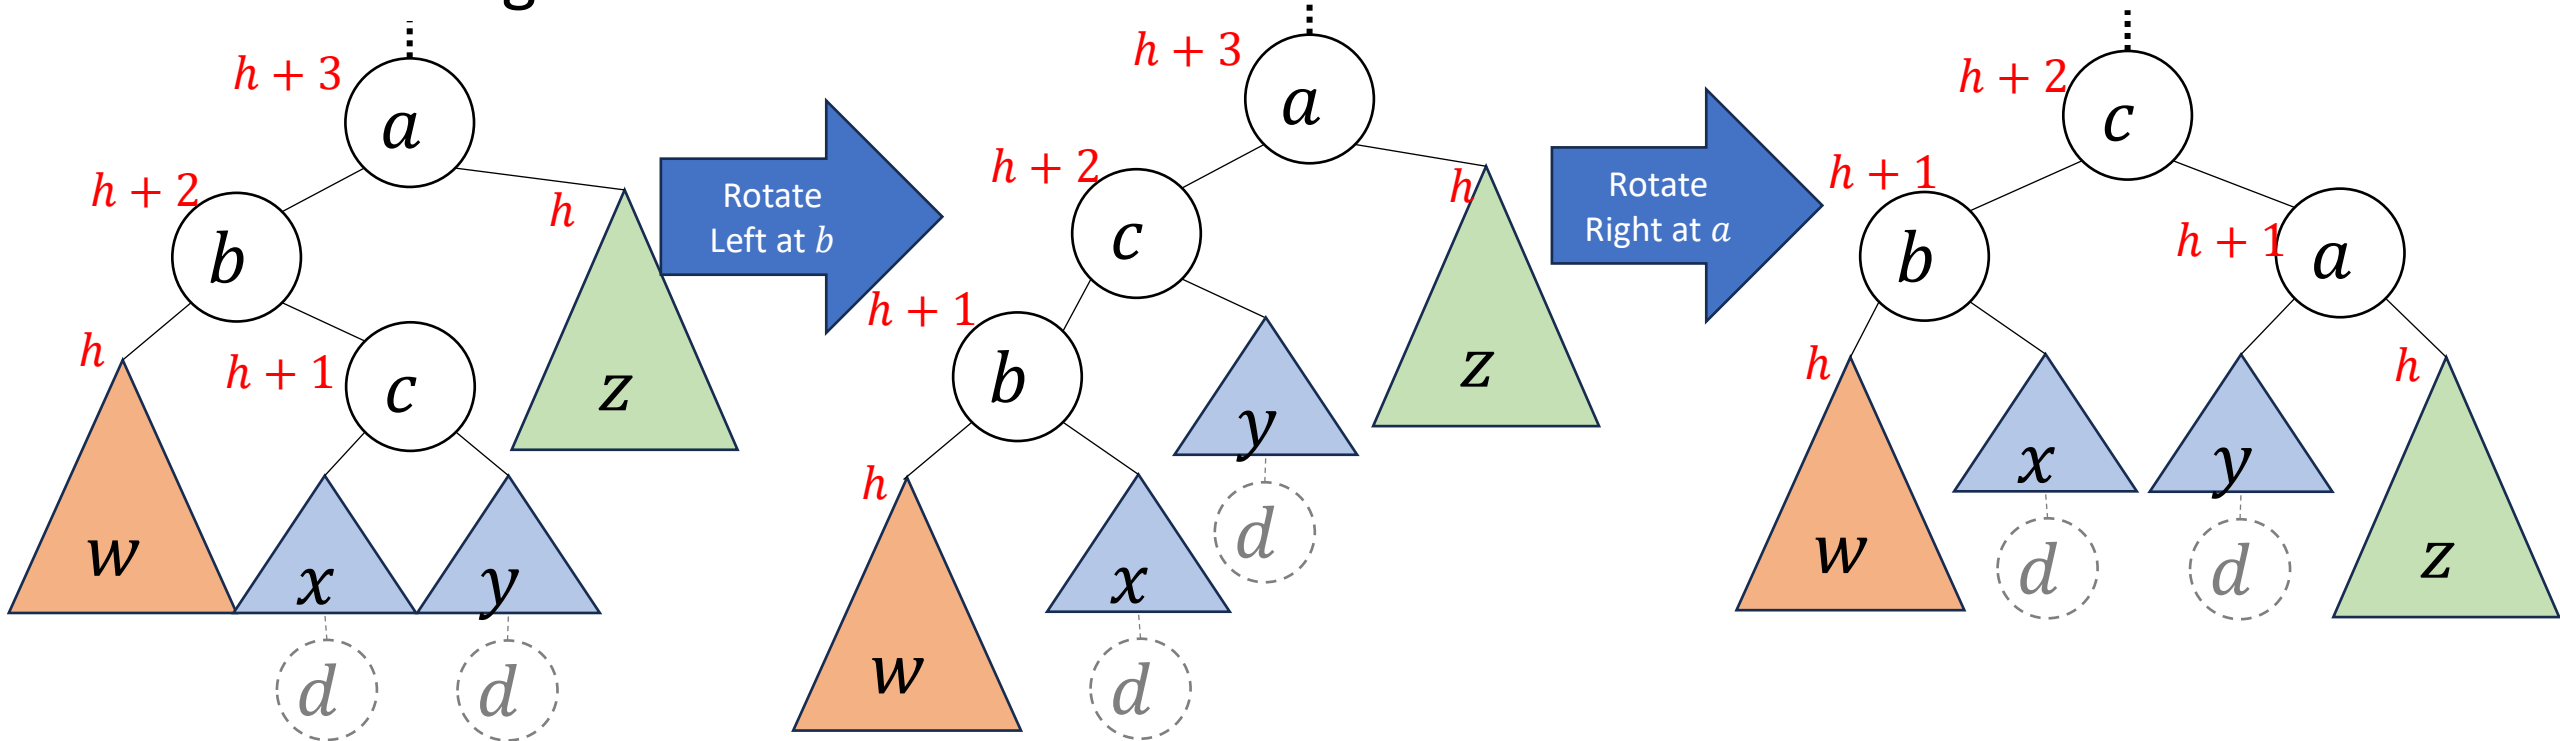 g
h + 3
a
h + 2
b
h
h
h + 1
c
z
w
x
y
d
d
Rotate
Left at b
h + 3
a
h + 2
c
h
h + 1
b
y
z
h
d
x
w
d
Rotate
Right at a
h + 2
c
h + 1
b
h + 1
a
h
h
x
y
w
z
d
d